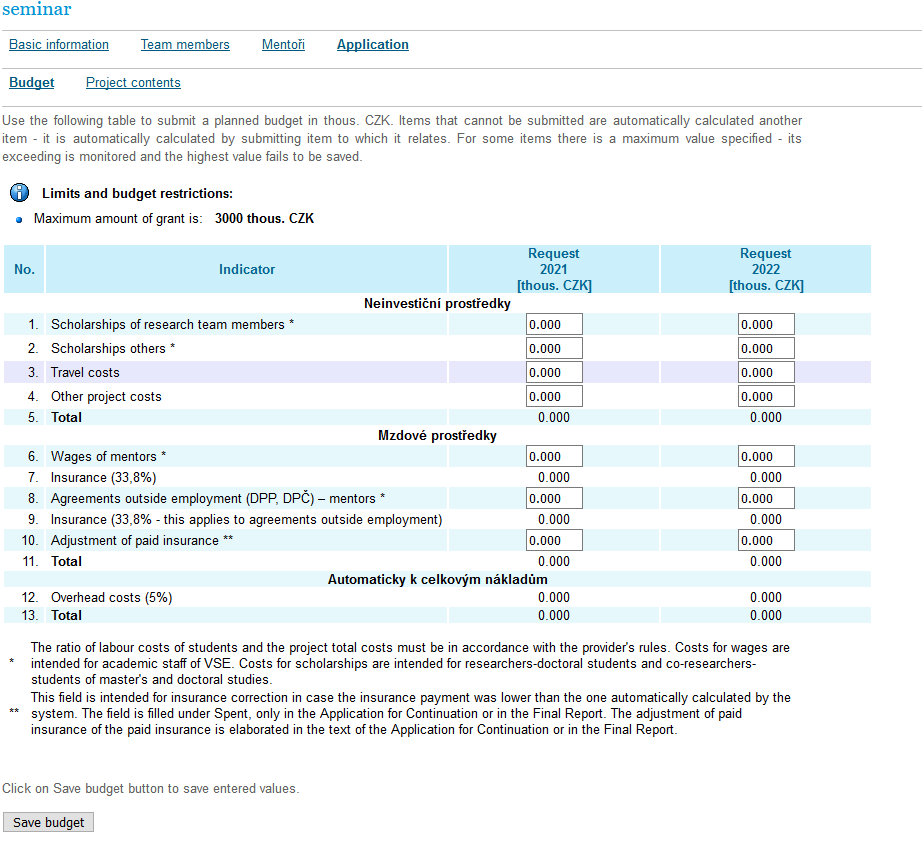 seminar
Basic information Team members Mentoři Application
Budget Project contents
Use the following table to submit a planned budget in thous. CZK. Items that cannot be submitted are automatically calculated another
item - it is automatically calculated by submitting item to which it relates. For some items there is a maximum value specified - its
exceeding is monitored and the highest value fails to be saved.
Limits and budget restrictions:
Maximum amount of grant is: 3000 thous. CZK
No. Indicator Request 2021 [thous. CZK] Request 2022 [thous. CZK]
Neinvestiční prostředky
1. Scholarships of research team members * 0.000 0.000
2. Scholarships others * 0.000 0.000
3. Travel costs 0.000 0.000
4. Other project costs 0.000 0.000
5. Total 0.000 0.000
Mzdové prostředky
6. Wages of mentors * 0.000 0.000
7. Insurance (33,8%) 0.000 0.000
8. Agreements outside employment (DPP, DPČ) – mentors * 0.000 0.000
9. Insurance (33,8% - this applies to agreements outside employment) 0.000 0.000
10. Adjustment of paid insurance ** 0.000 0.000
11. Total 0.000 0.000
Automaticky k celkovým nákladům
12. Overhead costs (5%) 0.000 0.000
13. Total 0.000 0.000
The ratio of labour costs of students and the project total costs must be in accordance with the provider's rules. Costs for wages are
* intended for academic staff of VSE. Costs for scholarships are intended for researchers-doctoral students and co-researchers-
students of master's and doctoral studies.
This field is intended for insurance correction in case the insurance payment was lower than the one automatically calculated by the
** system. The field is filled under Spent, only in the Application for Continuation or in the Final Report. The adjustment of paid
insurance of the paid insurance is elaborated in the text of the Application for Continuation or in the Final Report.
Click on Save budget button to save entered values.
Save budget